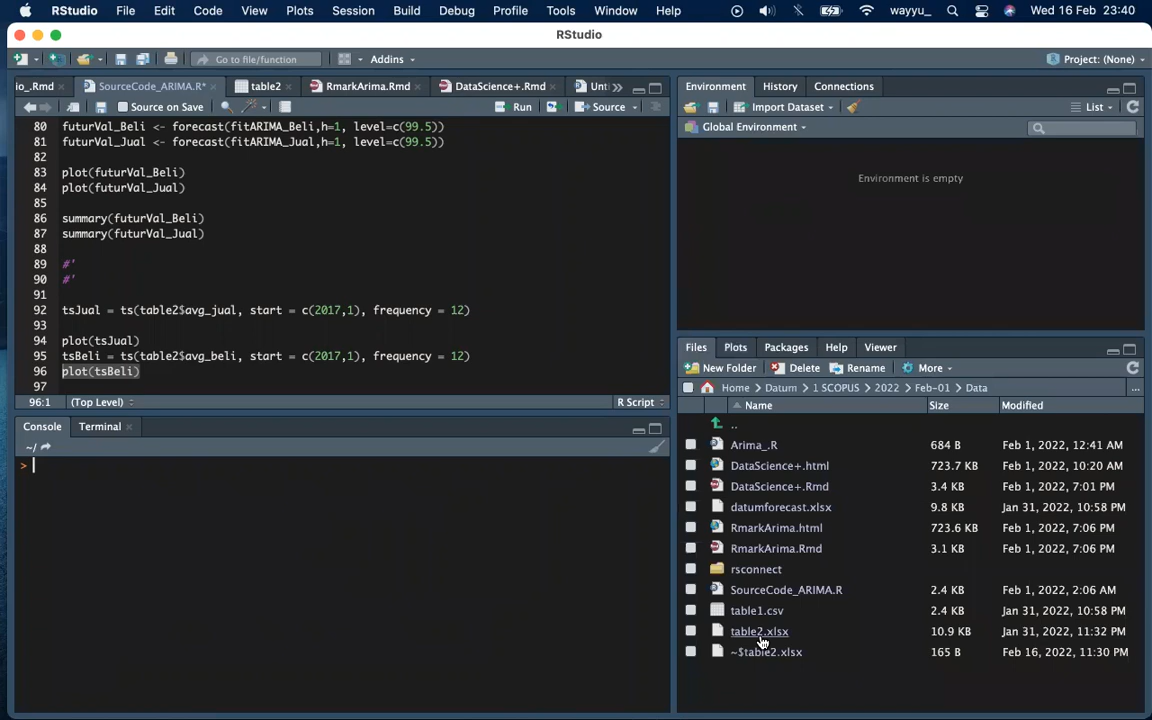 RStudio File Edit Code View Plots Session Build Debug Profile Tools Window Help wayyu_ Wed 16 Feb 23:40
RStudio
Go to file/function Addins Project: (None)
io_.Rmd SourceCode_ARIMA.R* table2 RmarkArima.Rmd DataScience+.Rmd Unt
Source on Save Run Source
80 futurVal_Beli <- forecast(fitARIMA_Beli,h=1, level=c(99.5))
81 futurVal_Jual <- forecast(fitARIMA_Jual,h=1, level=c(99.5))
82
83 plot(futurVal_Beli)
84 plot(futurVal_Jual)
85
86 summary(futurVal_Beli)
87 summary(futurVal_Jual)
88
89 #'
90 #'
91
92 tsJual = ts(table2$avg_jual, start = c(2017,1), frequency = 12)
93
94 plot(tsJual)
95 tsBeli = ts(table2$avg_beli, start = c(2017,1), frequency = 12)
96 plot(tsBeli)
97
96:1 (Top Level) R Script
Console Terminal
~/
>
Environment History Connections
Import Dataset List
Global Environment
Environment is empty
Files Plots Packages Help Viewer
New Folder Delete Rename More
Home Datum 1 SCOPUS 2022 Feb-01 Data ...
Name Size Modified
..
Arima_.R 684 B Feb 1, 2022, 12:41 AM
DataScience+.html 723.7 KB Feb 1, 2022, 10:20 AM
DataScience+.Rmd 3.4 KB Feb 1, 2022, 7:01 PM
datumforecast.xlsx 9.8 KB Jan 31, 2022, 10:58 PM
RmarkArima.html 723.6 KB Feb 1, 2022, 7:06 PM
RmarkArima.Rmd 3.1 KB Feb 1, 2022, 7:06 PM
rsconnect
SourceCode_ARIMA.R 2.4 KB Feb 1, 2022, 2:06 AM
table1.csv 2.4 KB Jan 31, 2022, 10:58 PM
table2.xlsx 10.9 KB Jan 31, 2022, 11:32 PM
~$table2.xlsx 165 B Feb 16, 2022, 11:30 PM